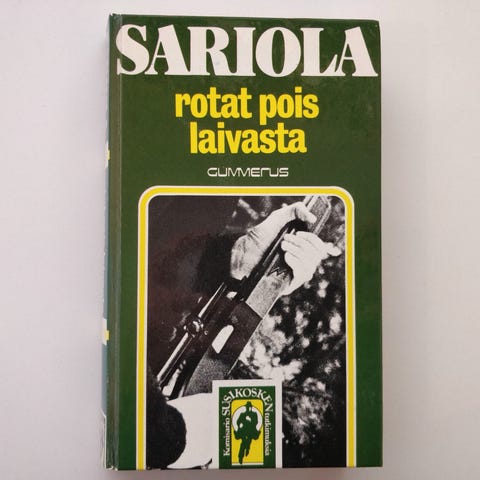 SARIOLA
rotat pois
laivasta
GUMMERUS
Komisario SUSIKOSKEN tutkimuksia